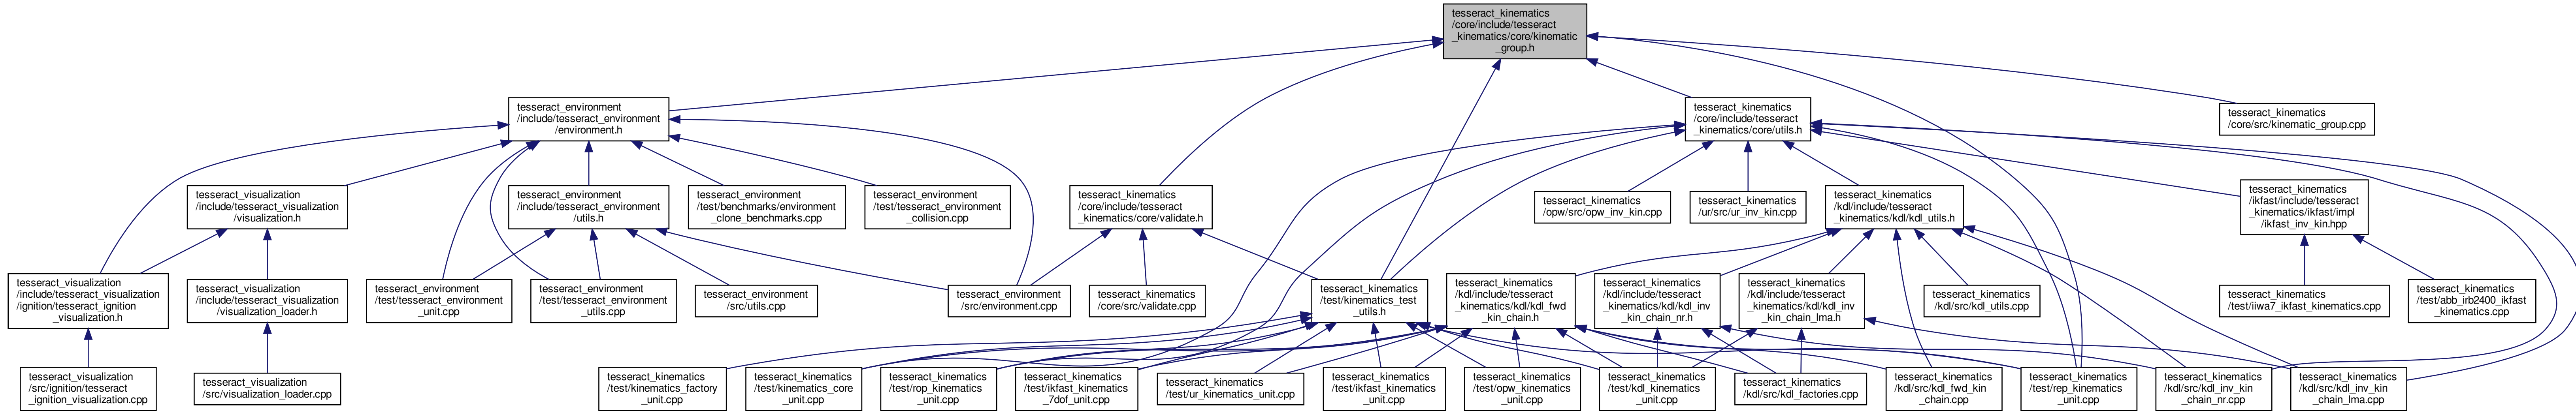 tesseract_kinematics
/core/include/tesseract
_kinematics/core/kinematic
_group.h
tesseract_environment
/include/tesseract_environment
/environment.h
tesseract_kinematics
/core/include/tesseract
_kinematics/core/utils.h
tesseract_kinematics
/core/src/kinematic_group.cpp
tesseract_visualization
/include/tesseract_visualization
/visualization.h
tesseract_environment
/include/tesseract_environment
/utils.h
tesseract_environment
/test/benchmarks/environment
_clone_benchmarks.cpp
tesseract_environment
/test/tesseract_environment
_collision.cpp
tesseract_kinematics
/core/include/tesseract
_kinematics/core/validate.h
tesseract_kinematics
/opw/src/opw_inv_kin.cpp
tesseract_kinematics
/ur/src/ur_inv_kin.cpp
tesseract_kinematics
/kdl/include/tesseract
_kinematics/kdl/kdl_utils.h
tesseract_kinematics
/ikfast/include/tesseract
_kinematics/ikfast/impl
/ikfast_inv_kin.hpp
tesseract_visualization
/include/tesseract_visualization
/ignition/tesseract_ignition
_visualization.h
tesseract_visualization
/include/tesseract_visualization
/visualization_loader.h
tesseract_environment
/test/tesseract_environment
_unit.cpp
tesseract_environment
/test/tesseract_environment
_utils.cpp
tesseract_environment
/src/utils.cpp
tesseract_environment
/src/environment.cpp
tesseract_kinematics
/core/src/validate.cpp
tesseract_kinematics
/test/kinematics_test
_utils.h
tesseract_kinematics
/kdl/include/tesseract
_kinematics/kdl/kdl_fwd
_kin_chain.h
tesseract_kinematics
/kdl/include/tesseract
_kinematics/kdl/kdl_inv
_kin_chain_nr.h
tesseract_kinematics
/kdl/include/tesseract
_kinematics/kdl/kdl_inv
_kin_chain_lma.h
tesseract_kinematics
/kdl/src/kdl_utils.cpp
tesseract_kinematics
/test/iiwa7_ikfast_kinematics.cpp
tesseract_kinematics
/test/abb_irb2400_ikfast
_kinematics.cpp
tesseract_visualization
/src/ignition/tesseract
_ignition_visualization.cpp
tesseract_visualization
/src/visualization_loader.cpp
tesseract_kinematics
/test/kinematics_factory
_unit.cpp
tesseract_kinematics
/test/kinematics_core
_unit.cpp
tesseract_kinematics
/test/rop_kinematics
_unit.cpp
tesseract_kinematics
/test/ikfast_kinematics
_7dof_unit.cpp
tesseract_kinematics
/test/ur_kinematics_unit.cpp
tesseract_kinematics
/test/ikfast_kinematics
_unit.cpp
tesseract_kinematics
/test/opw_kinematics
_unit.cpp
tesseract_kinematics
/test/kdl_kinematics
_unit.cpp
tesseract_kinematics
/kdl/src/kdl_factories.cpp
tesseract_kinematics
/kdl/src/kdl_fwd_kin
_chain.cpp
tesseract_kinematics
/test/rep_kinematics
_unit.cpp
tesseract_kinematics
/kdl/src/kdl_inv_kin
_chain_nr.cpp
tesseract_kinematics
/kdl/src/kdl_inv_kin
_chain_lma.cpp